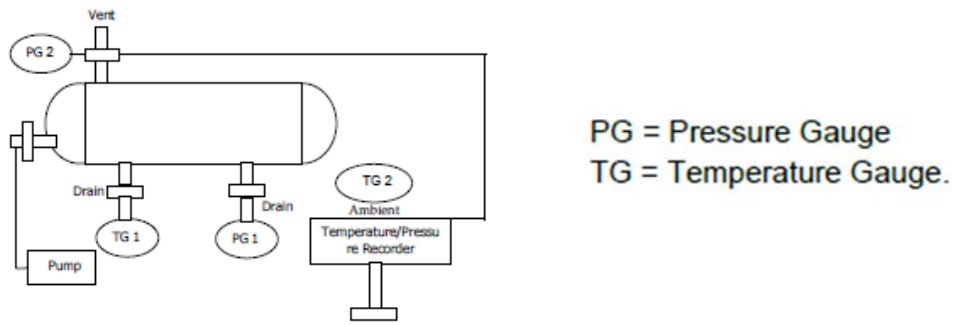 Vent
PG 2
Drain
TG 1
Drain
PG 1
TG 2
Ambient
Temperature/Pressu
re Recorder
Pump
PG = Pressure Gauge
TG = Temperature Gauge.